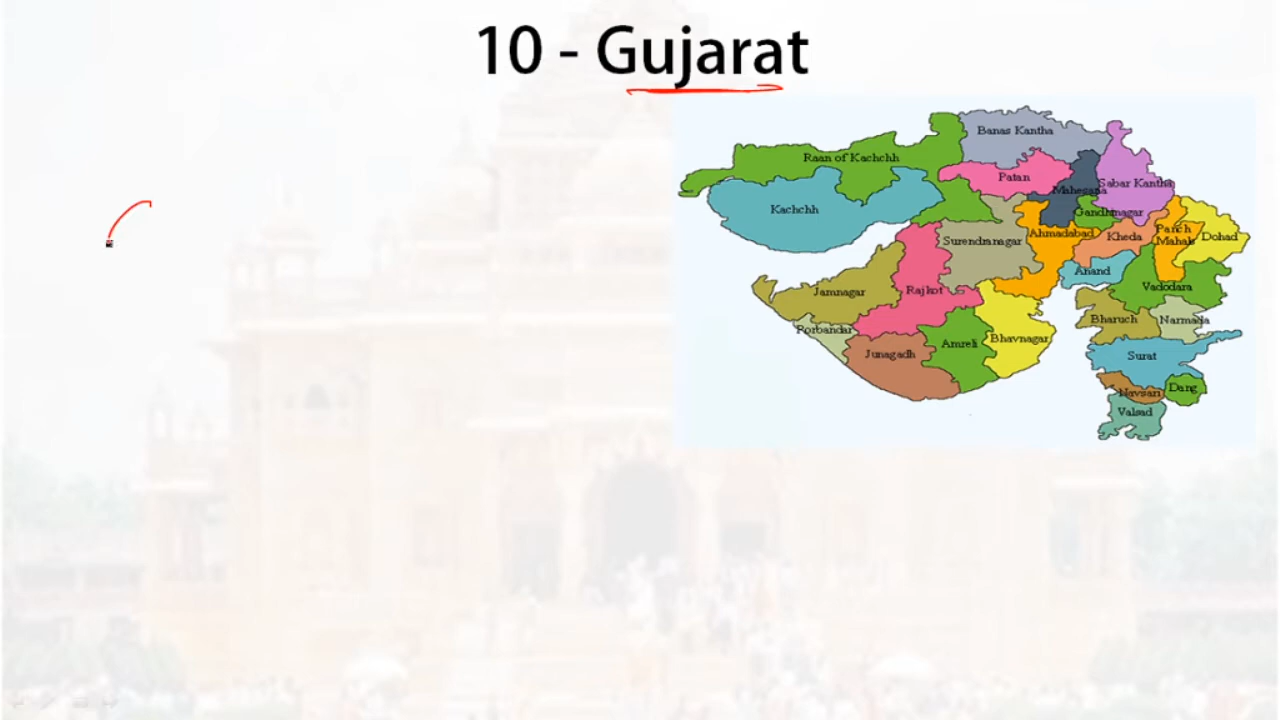 10 - Gujarat
Banas Kantha
Raan of Kachchh
Patan
Mahesana
Sabar Kantha
Kachchh
Gandhinagar
Ahmadabad
Kheda
Panch
Mahals
Dohad
Surendranagar
Anand
Vadodara
Jamnagar
Rajkot
Bharuch
Narmada
Porbandar
Junagadh
Amreli
Bhavnagar
Surat
Navsari
Dang
Valsad